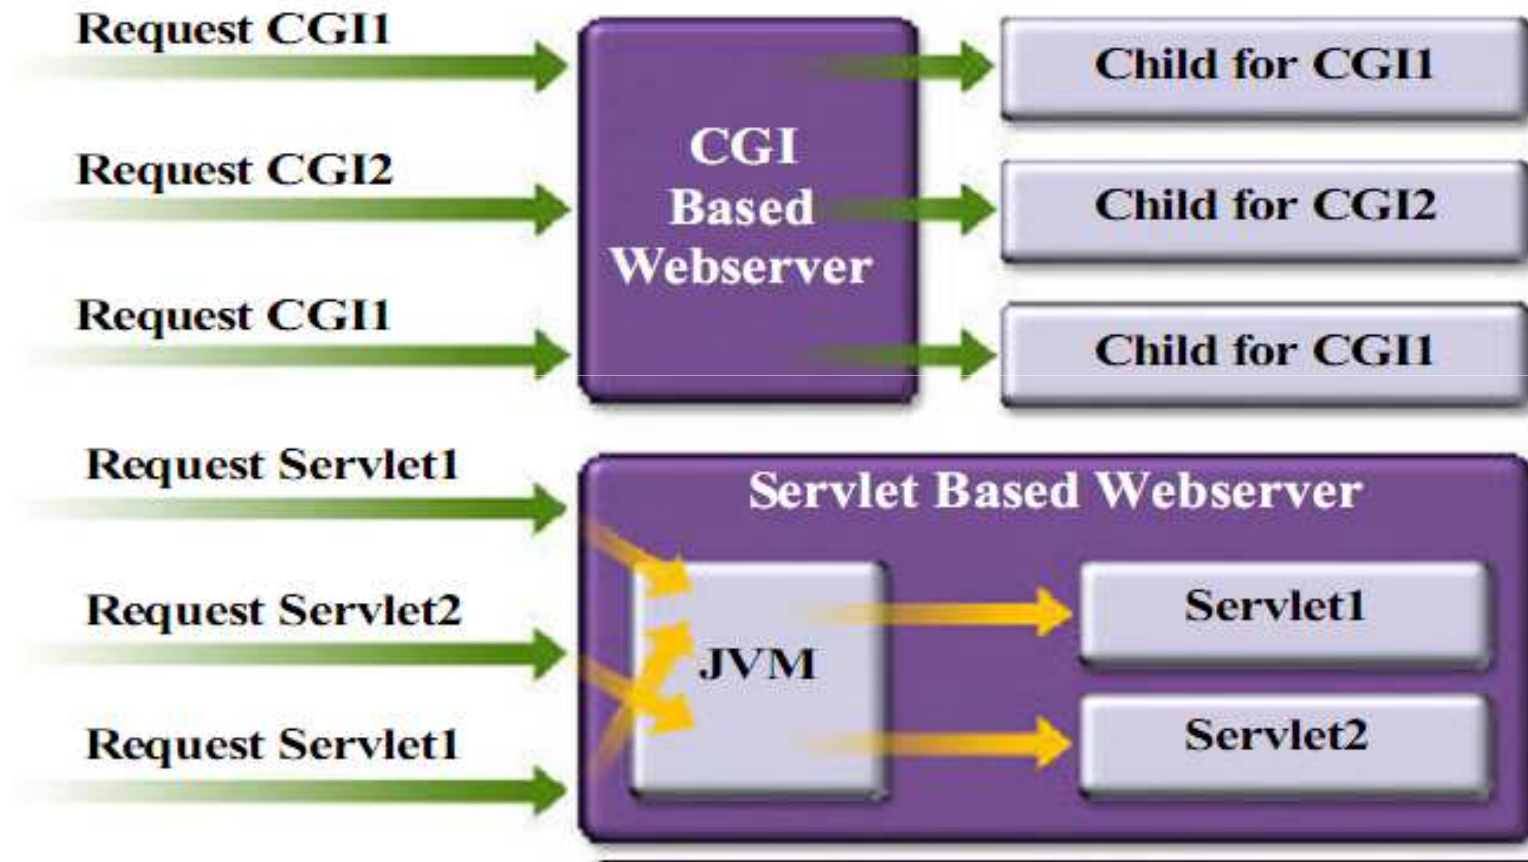 Request CGI1
Request CGI2
Request CGI1
CGI
Based
Webserver
Child for CGI1
Child for CGI2
Child for CGI1
Request Servlet1
Request Servlet2
Request Servlet1
Servlet Based Webserver
JVM
Servlet1
Servlet2